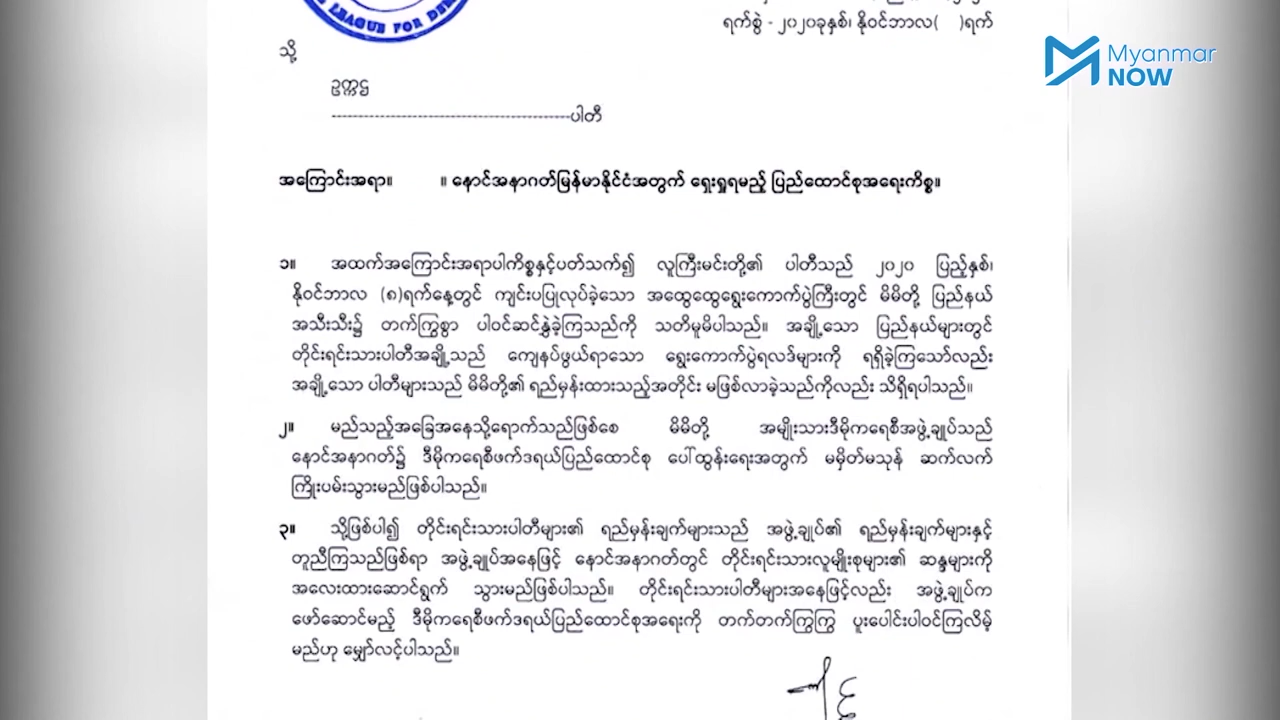 LEAGUE FOR DE
ရက်စွဲ - ၂၀၂၀ခုနှစ်၊ နိုဝင်ဘာလ( )ရက်
Myanmar
NOW
သို့
ဥက္ကဋ္ဌ
-------------------------------------------ပါတီ
အကြောင်းအရာ။ ။ နောင်အနာဂတ်မြန်မာနိုင်ငံအတွက် ရှေးရှုရမည့် ပြည်ထောင်စုအရေးကိစ္စ။
၁။ အထက်အကြောင်းအရာပါကိစ္စနှင့်ပတ်သက်၍ လူကြီးမင်းတို့၏ ပါတီသည် ၂၀၂၀ ပြည့်နှစ်၊
နိုဝင်ဘာလ (၈)ရက်နေ့တွင် ကျင်းပပြုလုပ်ခဲ့သော အထွေထွေရွေးကောက်ပွဲကြီးတွင် မိမိတို့ ပြည်နယ်
အသီးသီး၌ တက်ကြွစွာ ပါဝင်ဆင်နွှဲခဲ့ကြသည်ကို သတိမူမိပါသည်။ အချို့သော ပြည်နယ်များတွင်
တိုင်းရင်းသားပါတီအချို့သည် ကျေနပ်ဖွယ်ရာသော ရွေးကောက်ပွဲရလဒ်များကို ရရှိခဲ့ကြသော်လည်း
အချို့သော ပါတီများသည် မိမိတို့၏ ရည်မှန်းထားသည့်အတိုင်း မဖြစ်လာခဲ့သည်ကိုလည်း သိရှိရပါသည်။
၂။ မည်သည့်အခြေအနေသို့ရောက်သည်ဖြစ်စေ မိမိတို့ အမျိုးသားဒီမိုကရေစီအဖွဲ့ချုပ်သည်
နောင်အနာဂတ်၌ ဒီမိုကရေစီဖက်ဒရယ်ပြည်ထောင်စု ပေါ်ထွန်းရေးအတွက် မမှိတ်မသုန် ဆက်လက်
ကြိုးပမ်းသွားမည်ဖြစ်ပါသည်။
၃။ သို့ဖြစ်ပါ၍ တိုင်းရင်းသားပါတီများ၏ ရည်မှန်းချက်များသည် အဖွဲ့ချုပ်၏ ရည်မှန်းချက်များနှင့်
တူညီကြသည်ဖြစ်ရာ အဖွဲ့ချုပ်အနေဖြင့် နောင်အနာဂတ်တွင် တိုင်းရင်းသားလူမျိုးစုများ၏ ဆန္ဒများကို
အလေးထားဆောင်ရွက် သွားမည်ဖြစ်ပါသည်။ တိုင်းရင်းသားပါတီများအနေဖြင့်လည်း အဖွဲ့ချုပ်က
ဖော်ဆောင်မည့် ဒီမိုကရေစီဖက်ဒရယ်ပြည်ထောင်စုအရေးကို တက်တက်ကြွကြွ ပူးပေါင်းပါဝင်ကြလိမ့်
မည်ဟု မျှော်လင့်ပါသည်။